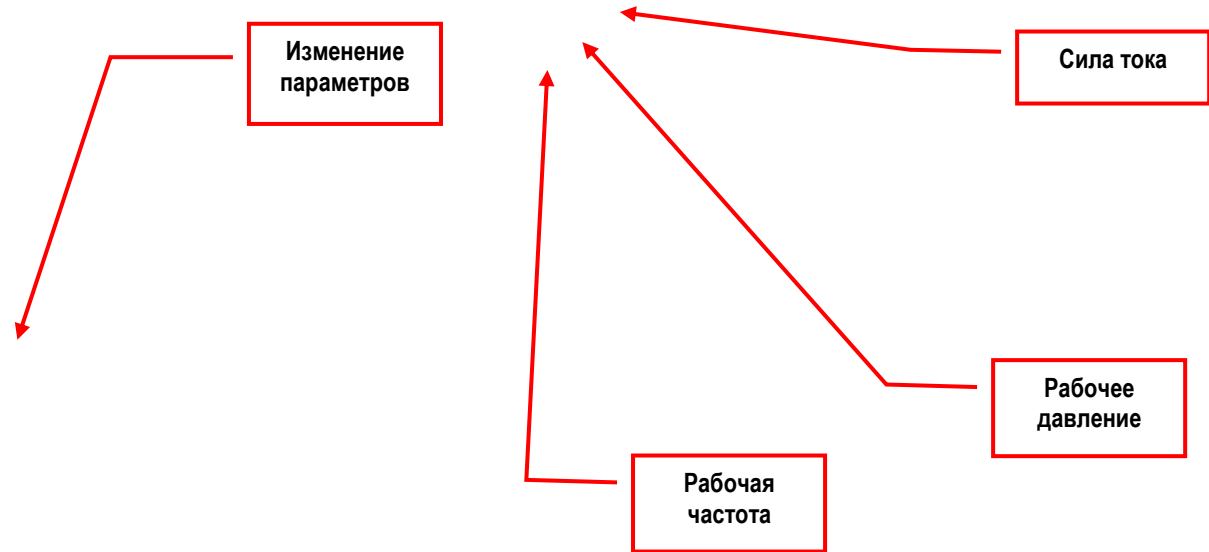 Изменение
параметров
Сила тока
Рабочее
давление
Рабочая
частота